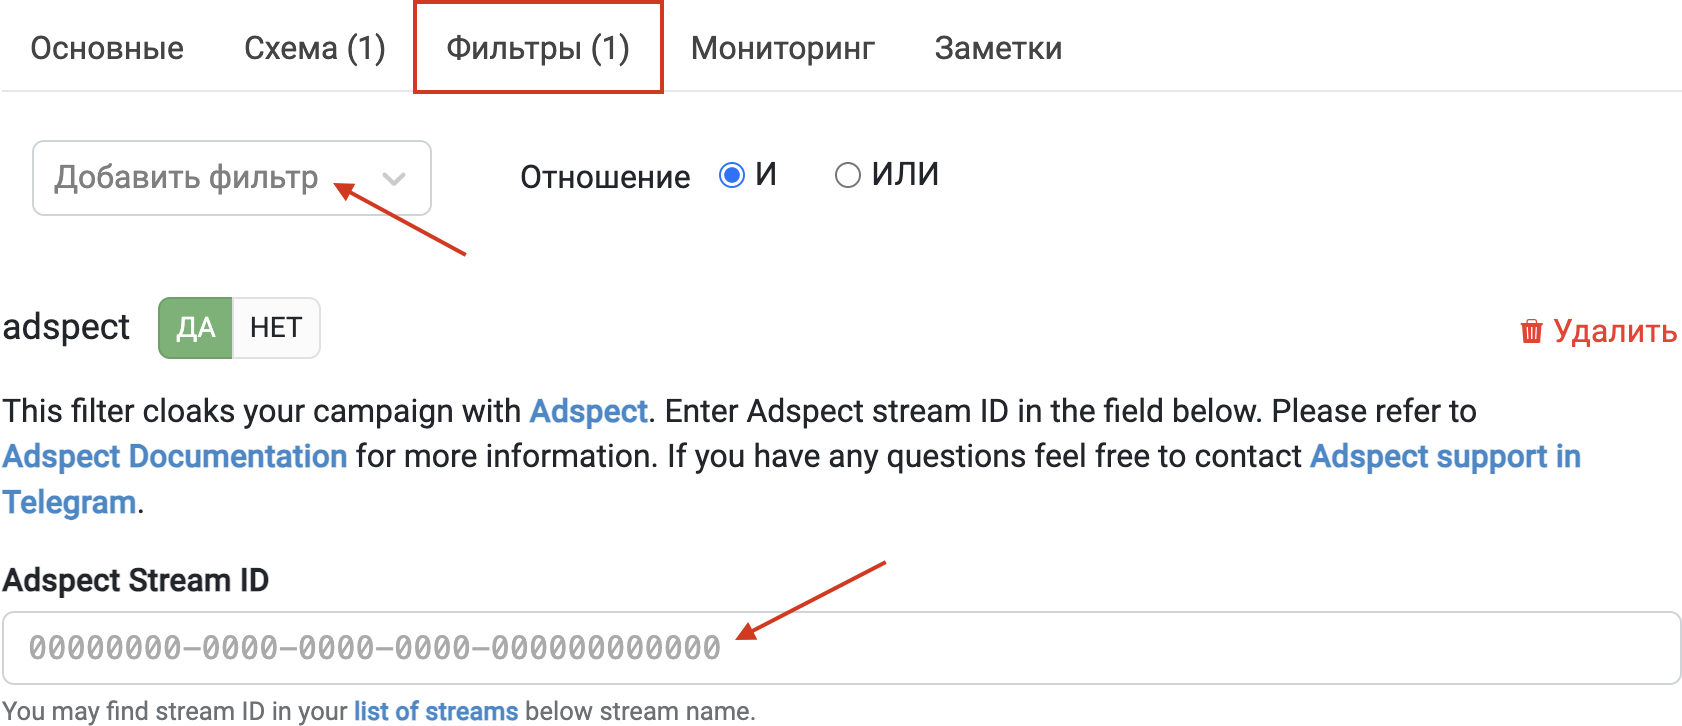 Основные Схема (1) Фильтры (1) Мониторинг Заметки
Добавить фильтр Отношение И ИЛИ
adspect ДА НЕТ Удалить
This filter cloaks your campaign with Adspect. Enter Adspect stream ID in the field below. Please refer to
Adspect Documentation for more information. If you have any questions feel free to contact Adspect support in
Telegram.
Adspect Stream ID
00000000-0000-0000-0000-000000000000
You may find stream ID in your list of streams below stream name.